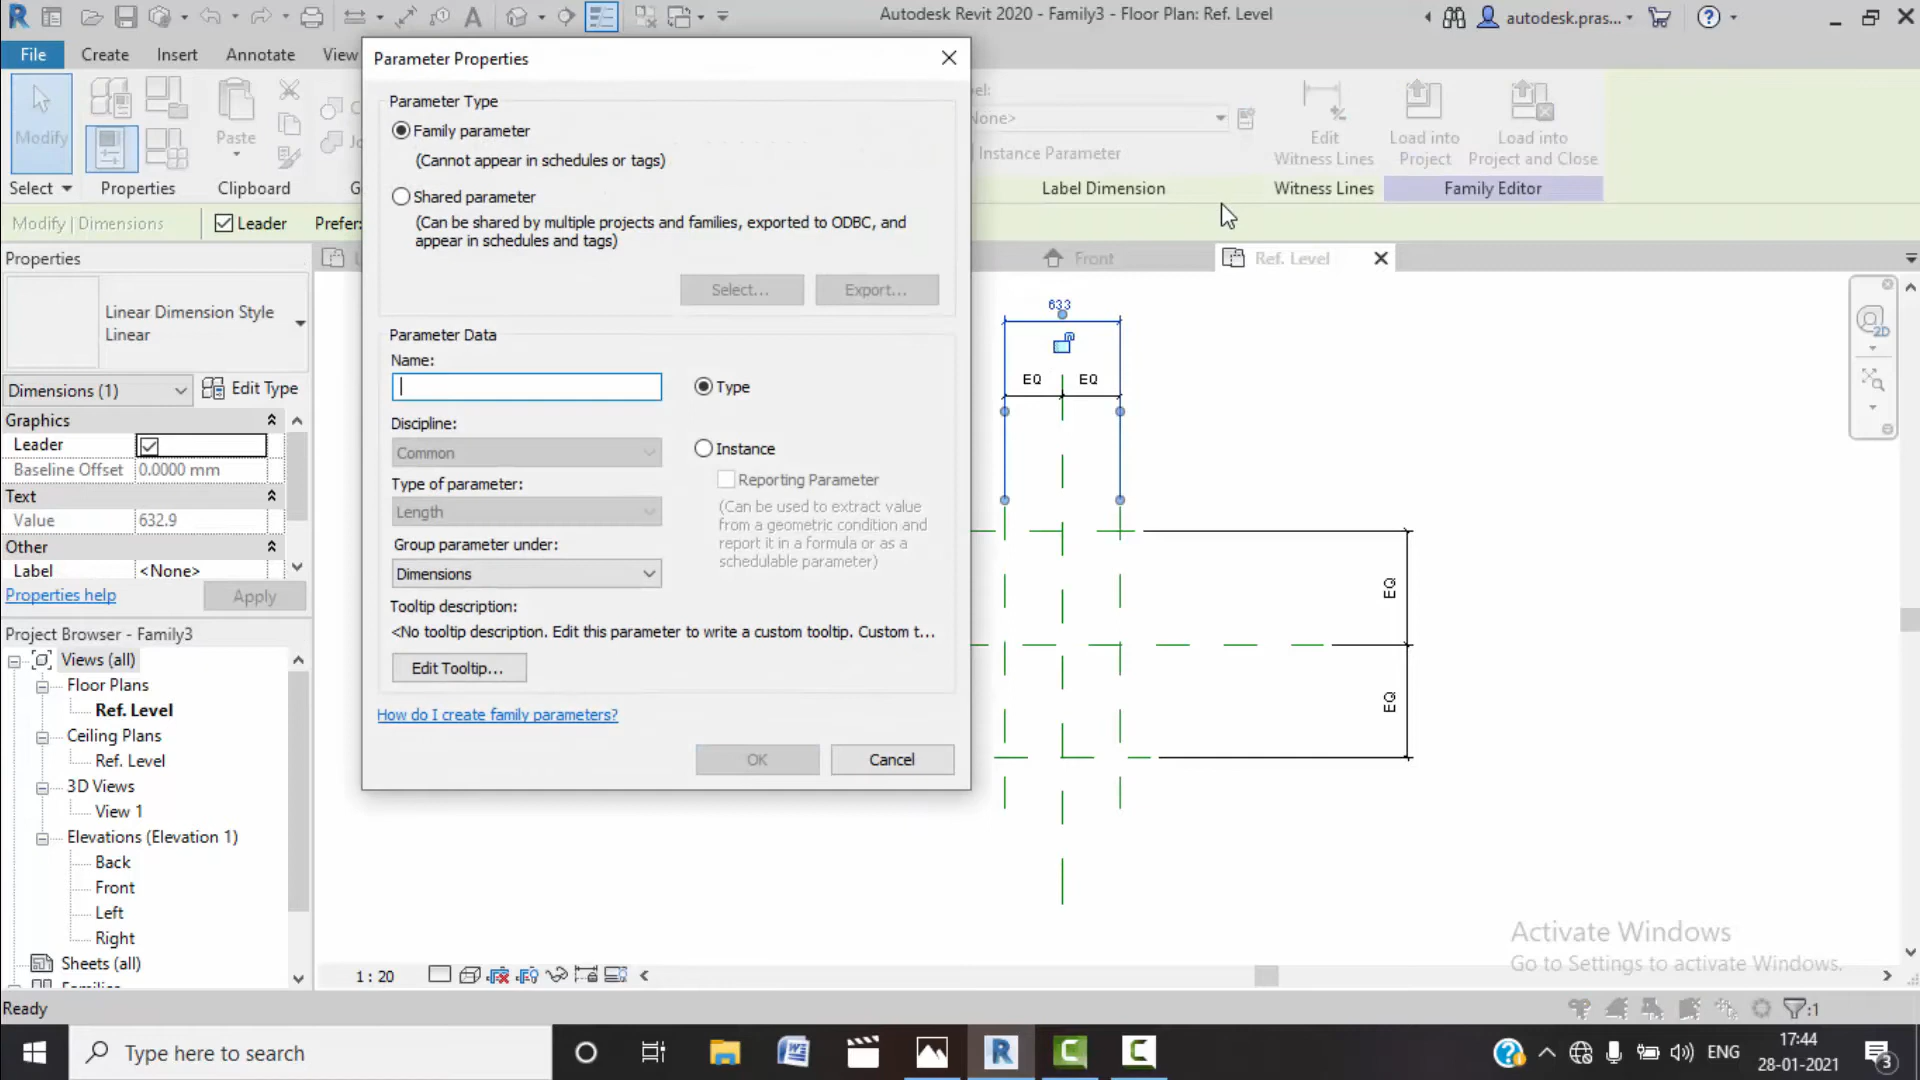 Autodesk Revit 2020 - Family3 - Floor Plan: Ref. Level
autodesk.pras...
File Create Insert Annotate View
Modify
Paste
Edit
Witness Lines
Load into
Project
Load into
Project and Close
<None>
Instance Parameter
Select Properties Clipboard Label Dimension Witness Lines Family Editor
Modify | Dimensions Leader Prefer:
Parameter Properties
Parameter Type
Family parameter
(Cannot appear in schedules or tags)
Shared parameter
(Can be shared by multiple projects and families, exported to ODBC, and
appear in schedules and tags)
Select... Export...
Parameter Data
Name:
Type
Discipline:
Common
Instance
Type of parameter:
Reporting Parameter
Length
(Can be used to extract value
from a geometric condition and
report it in a formula or as a
schedulable parameter)
Group parameter under:
Dimensions
Tooltip description:
<No tooltip description. Edit this parameter to write a custom tooltip. Custom t...
Edit Tooltip...
How do I create family parameters?
OK Cancel
Properties
Linear Dimension Style
Linear
Dimensions (1) Edit Type
Graphics
Leader
Baseline Offset 0.0000 mm
Text
Value 632.9
Other
Label <None>
Properties help Apply
Project Browser - Family3
Views (all)
Floor Plans
Ref. Level
Ceiling Plans
Ref. Level
3D Views
View 1
Elevations (Elevation 1)
Back
Front
Left
Right
Sheets (all)
Front Ref. Level
2D
633
EQ EQ
EQ
EQ
Activate Windows
Go to Settings to activate Windows.
1 : 20
Ready
:1
Type here to search
ENG
17:44
28-01-2021
3